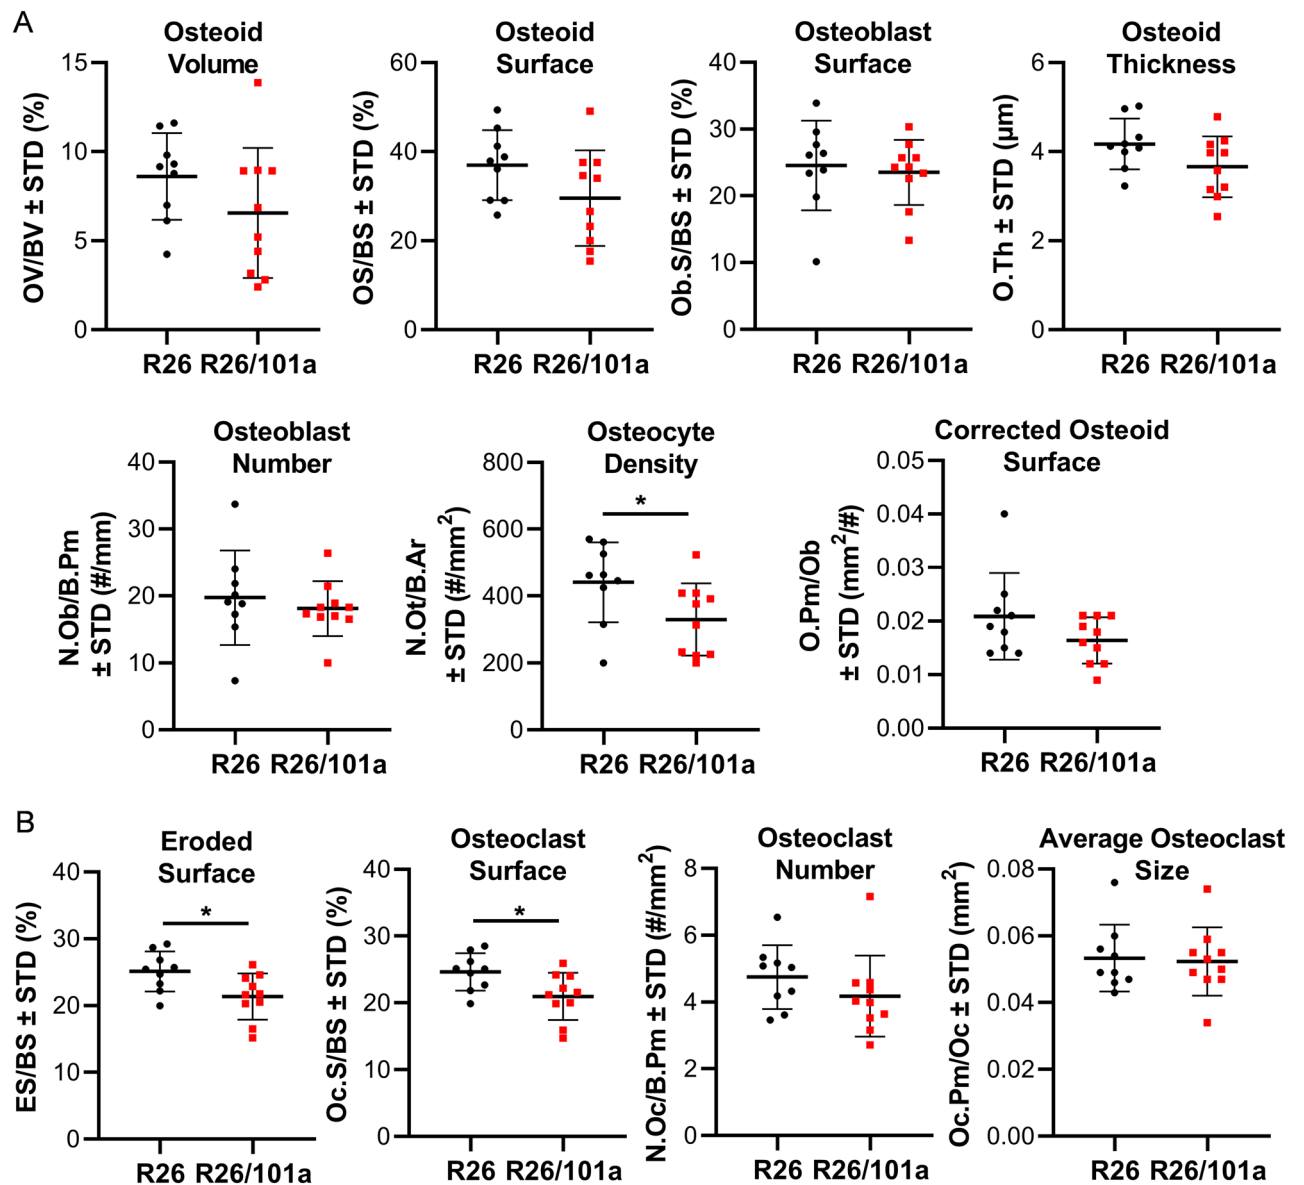 A
Osteoid
Volume
OV/BV ± STD (%)
15
10
5
0
R26 R26/101a
Osteoid
Surface
OS/BS ± STD (%)
60
40
20
0
R26 R26/101a
Osteoblast
Surface
Ob.S/BS ± STD (%)
40
30
20
10
0
R26 R26/101a
Osteoid
Thickness
O.Th ± STD (µm)
6
4
2
0
R26 R26/101a
Osteoblast
Number
N.Ob/B.Pm
± STD (#/mm)
40
30
20
10
0
R26 R26/101a
Osteocyte
Density
N.Ot/B.Ar
± STD (#/mm²)
800
600
400
200
0
*
R26 R26/101a
Corrected Osteoid
Surface
O.Pm/Ob
± STD (mm²/#)
0.05
0.04
0.03
0.02
0.01
0.00
R26 R26/101a
B
Eroded
Surface
ES/BS ± STD (%)
40
30
20
10
0
*
R26 R26/101a
Osteoclast
Surface
Oc.S/BS ± STD (%)
40
30
20
10
0
*
R26 R26/101a
Osteoclast
Number
N.Oc/B.Pm ± STD (#/mm²)
8
6
4
2
0
R26 R26/101a
Average Osteoclast
Size
Oc.Pm/Oc ± STD (mm²)
0.08
0.06
0.04
0.02
0.00
R26 R26/101a